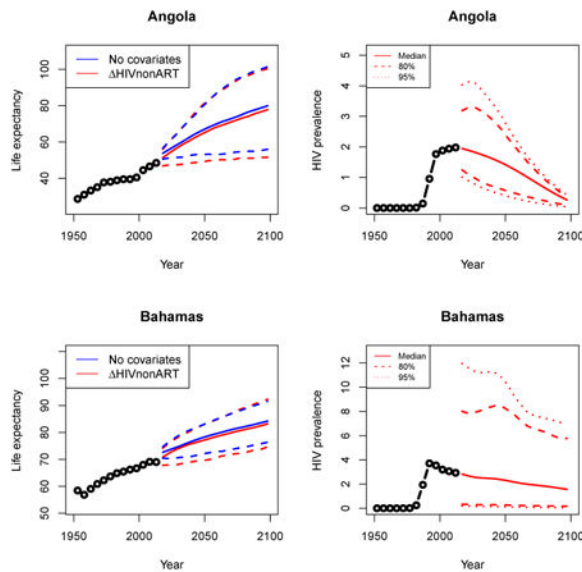 Angola
Life expectancy
100
80
60
40
No covariates
ΔHIVnonART
1950 2000 2050 2100
Year
Angola
HIV prevalence
5
4
3
2
1
0
Median
80%
95%
1950 2000 2050 2100
Year
Bahamas
Life expectancy
100
90
80
70
60
50
No covariates
ΔHIVnonART
1950 2000 2050 2100
Year
Bahamas
HIV prevalence
12
10
8
6
4
2
0
Median
80%
95%
1950 2000 2050 2100
Year